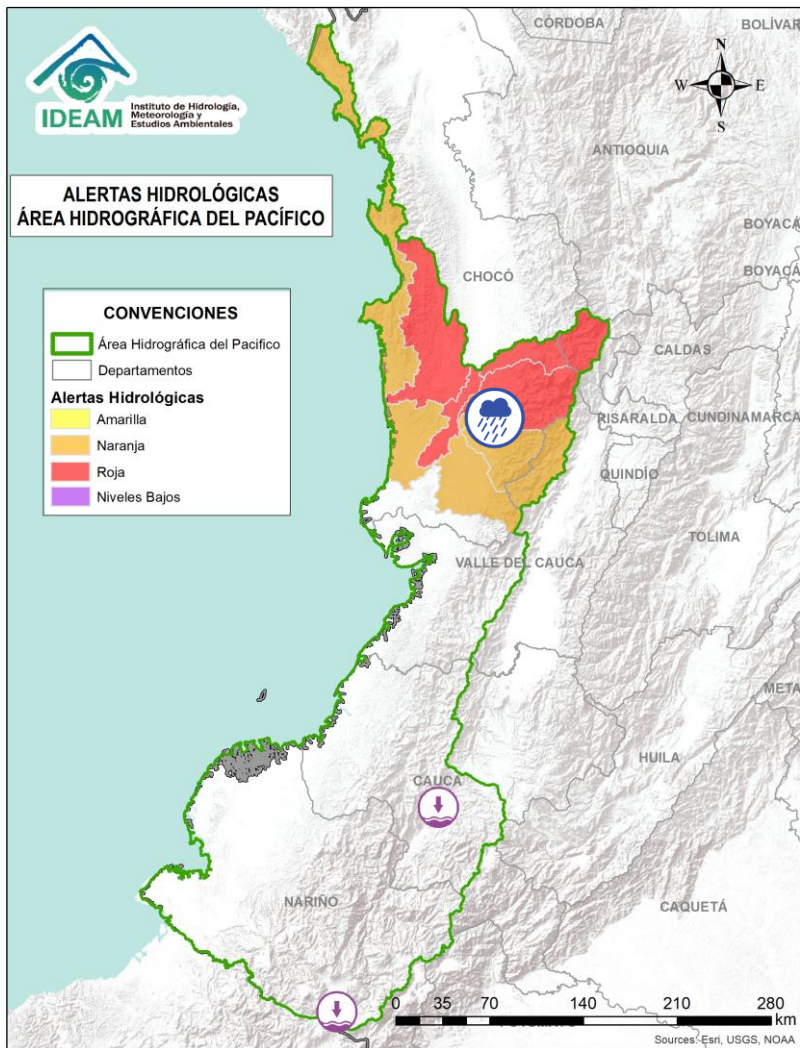 CÓRDOBA
BOLÍVAR
IDEAM
Instituto de Hidrología,
Meteorología y
Estudios Ambientales
N
W
E
S
ANTIOQUIA
ALERTAS HIDROLÓGICAS
ÁREA HIDROGRÁFICA DEL PACÍFICO
BOYACÁ
BOYACÁ
CHOCÓ
CONVENCIONES
Área Hidrográfica del Pacifico
Departamentos
Alertas Hidrológicas
Amarilla
Naranja
Roja
Niveles Bajos
CALDAS
RISARALDA
CUNDINAMARCA
QUINDÍO
TOLIMA
VALLE DEL CAUCA
META
HUILA
CAUCA
NARIÑO
CAQUETÁ
0 35 70 140 210 280
km
Sources: Esri, USGS, NOAA